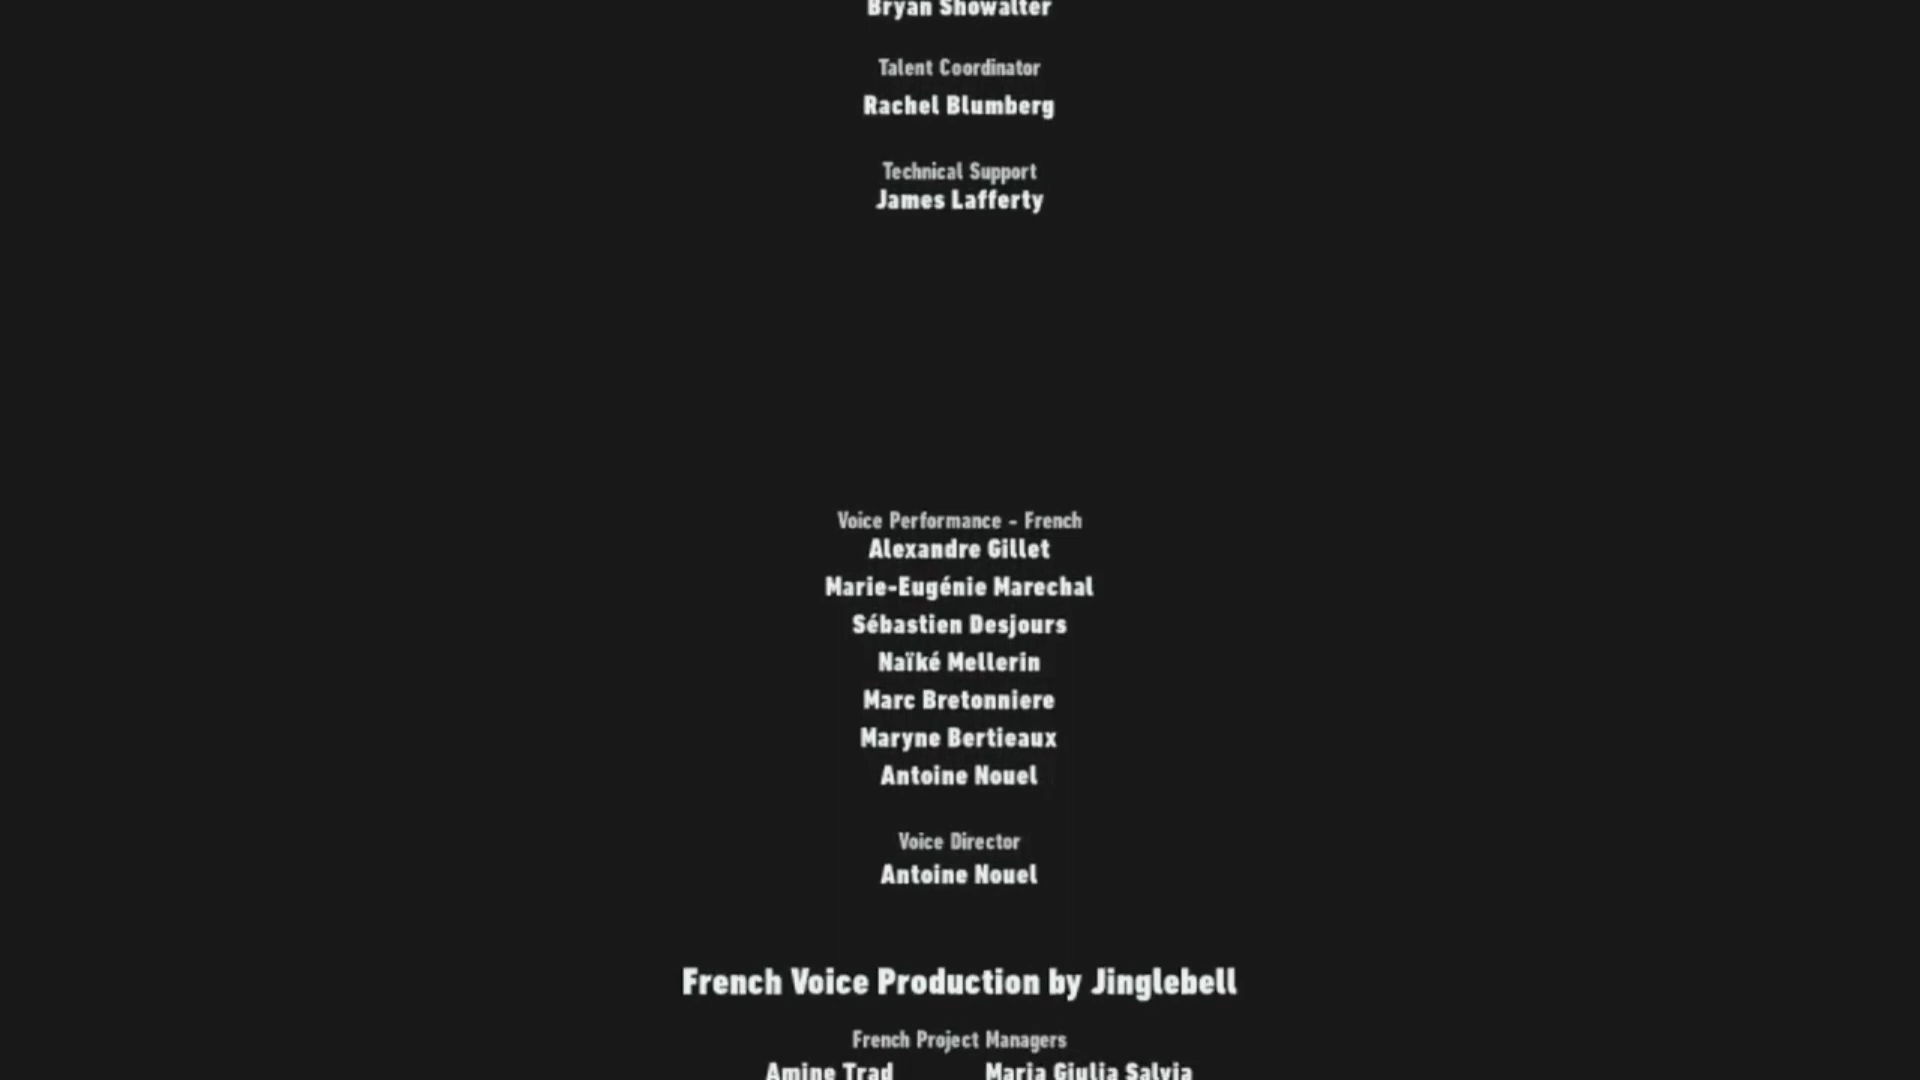 Bryan Showalter
Talent Coordinator
Rachel Blumberg
Technical Support
James Lafferty
Voice Performance - French
Alexandre Gillet
Marie-Eugénie Marechal
Sébastien Desjours
Naïké Mellerin
Marc Bretonniere
Maryne Bertieaux
Antoine Nouel
Voice Director
Antoine Nouel
French Voice Production by Jinglebell
French Project Managers
Amine Trad Maria Giulia Salvia